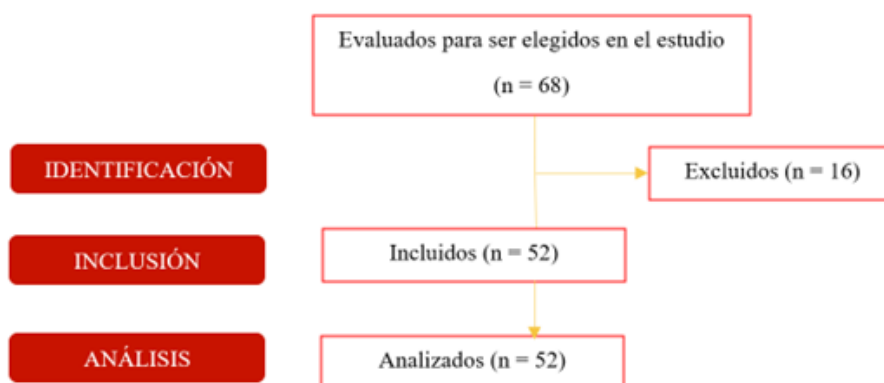 Evaluados para ser elegidos en el estudio
(n = 68)
IDENTIFICACIÓN
Excluidos (n = 16)
INCLUSIÓN
Incluidos (n = 52)
ANÁLISIS
Analizados (n = 52)